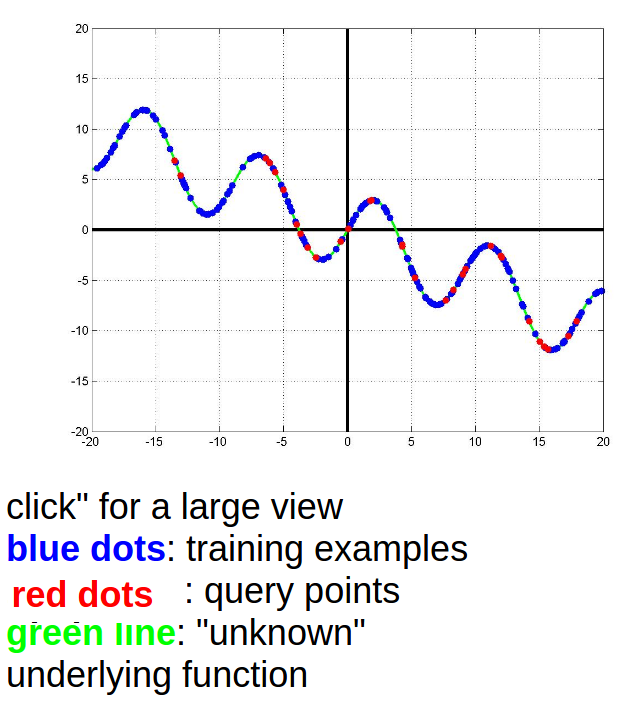 20
15
10
5
0
-5
-10
-15
-20
-20 -15 -10 -5 0 5 10 15 20
click" for a large view
blue dots: training examples
red dots : query points
green line: "unknown"
underlying function